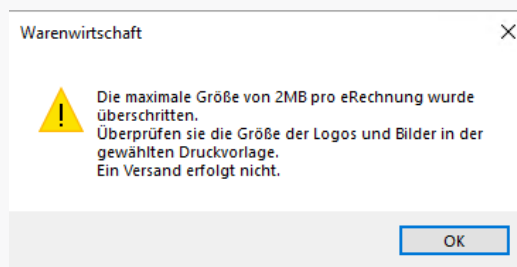 Warenwirtschaft
Die maximale Größe von 2MB pro eRechnung wurde
überschritten.
Überprüfen sie die Größe der Logos und Bilder in der
gewählten Druckvorlage.
Ein Versand erfolgt nicht.
OK